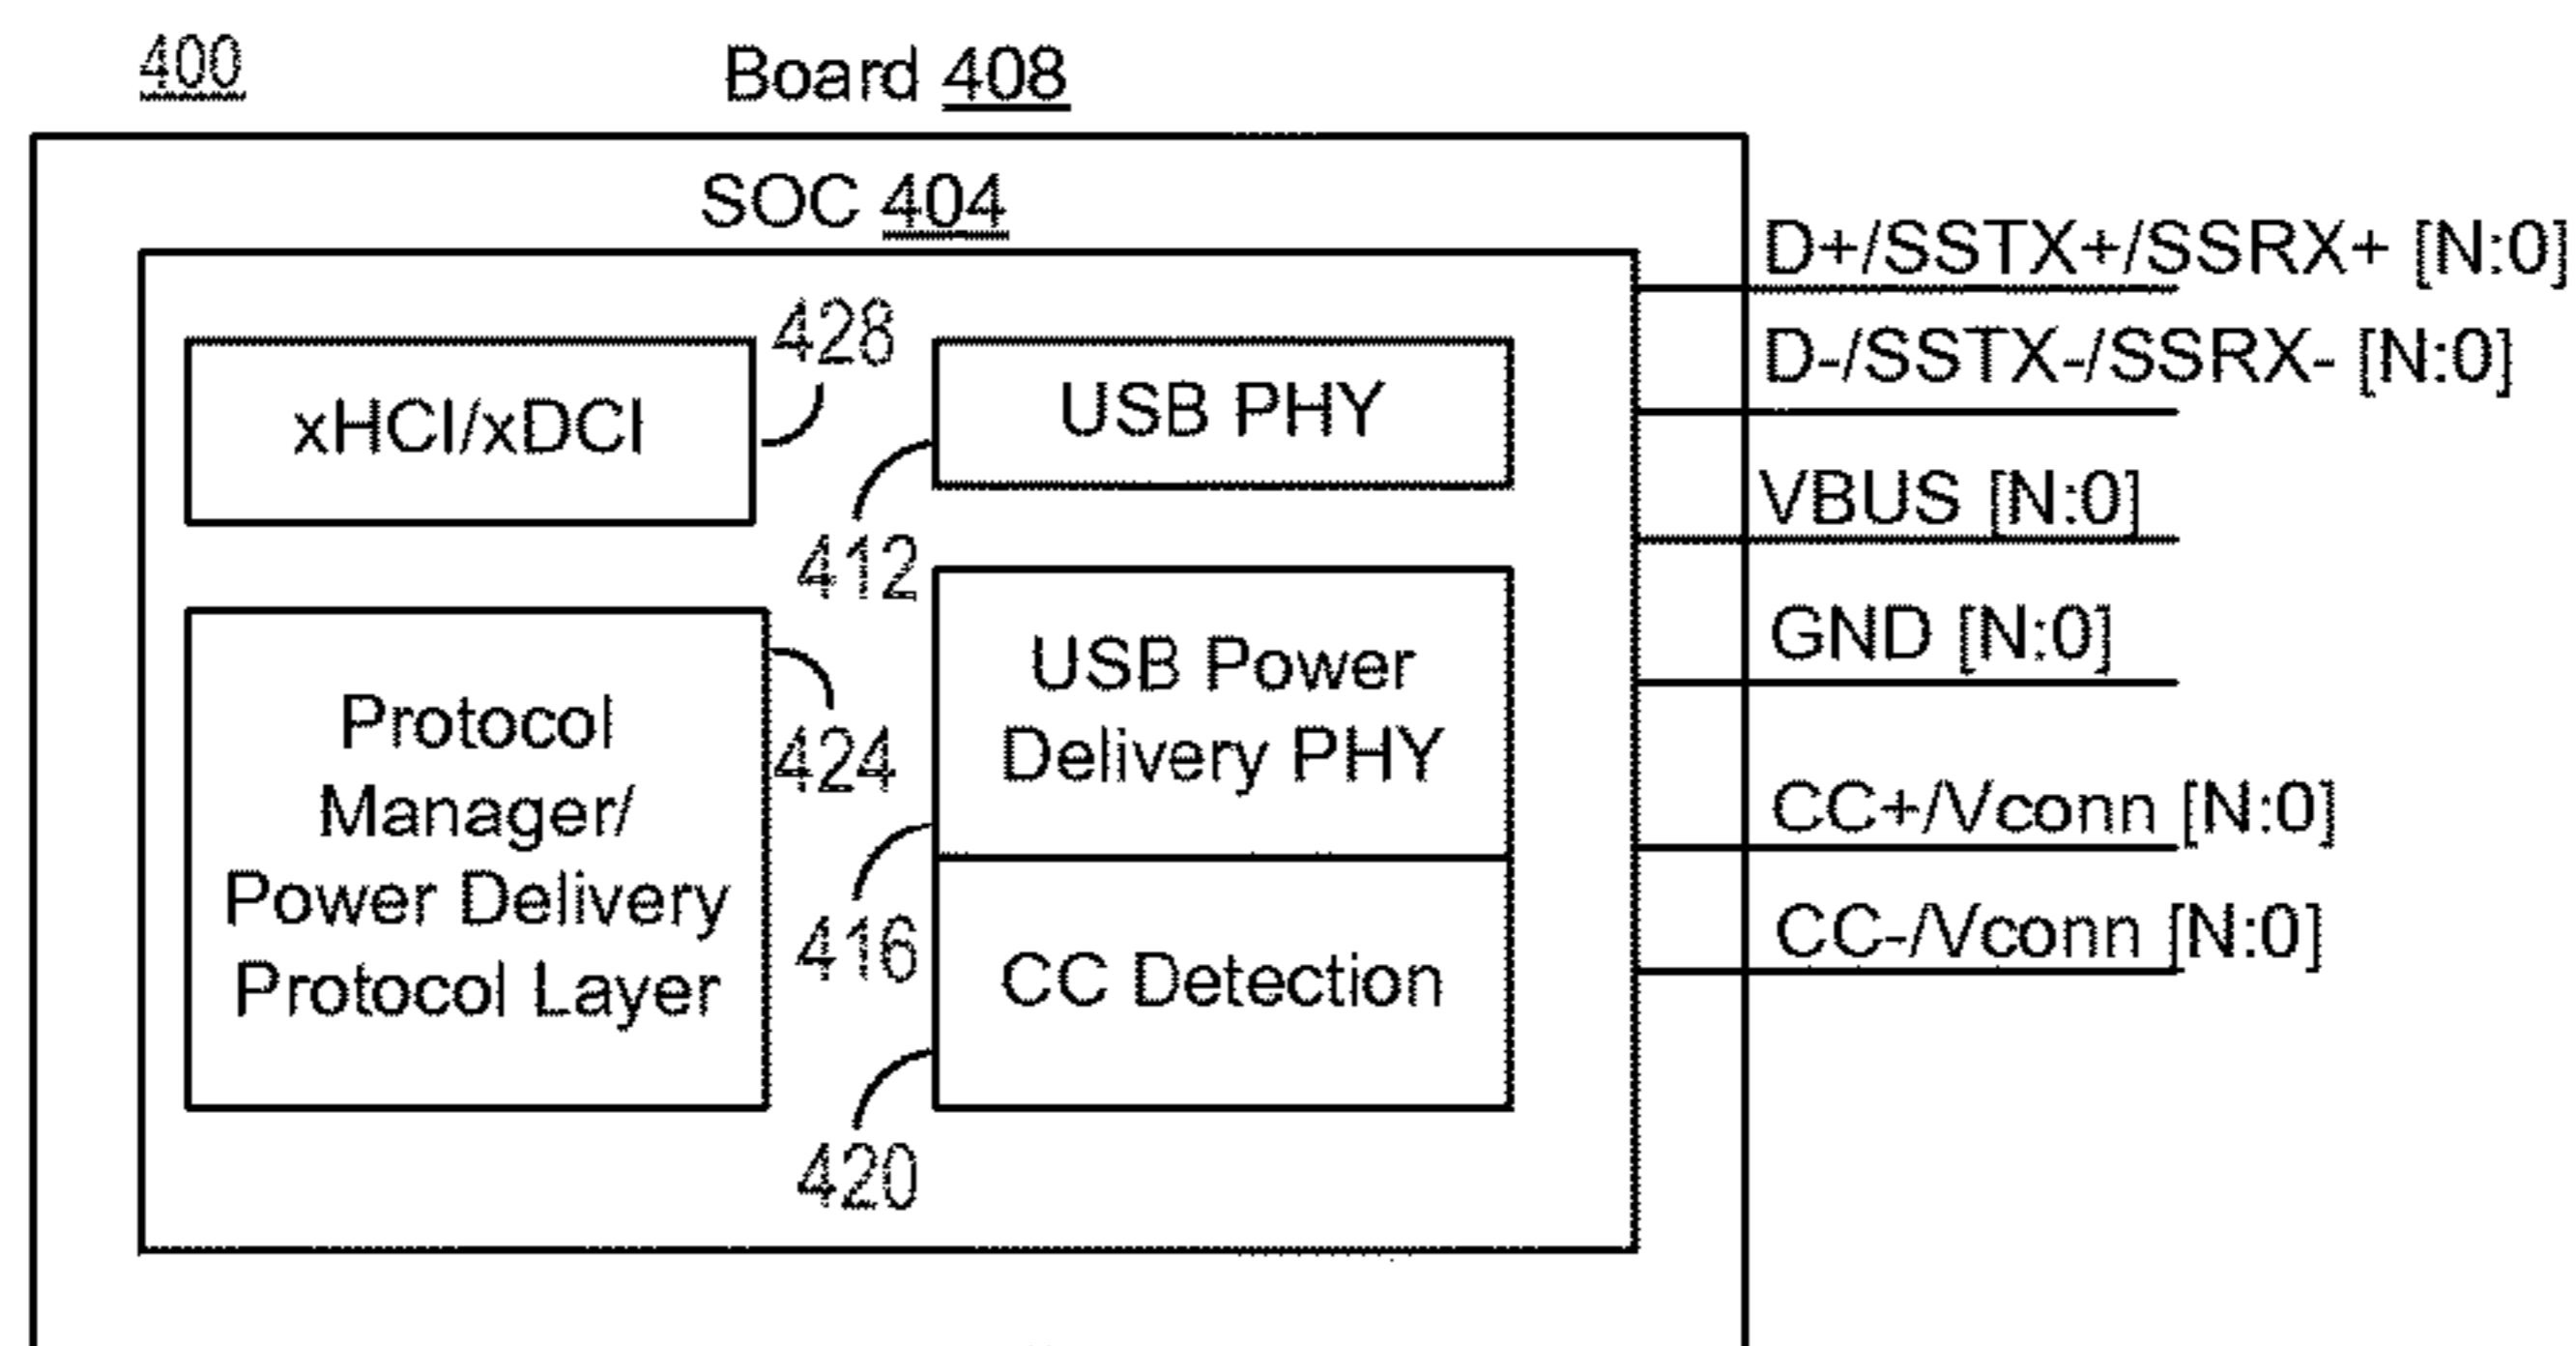 400
Board 408
SOC 404
xHCI/xDCI
428
USB PHY
412
Protocol
Manager/
Power Delivery
Protocol Layer
424
USB Power
Delivery PHY
416
CC Detection
420
D+/SSTX+/SSRX+ [N:0]
D-/SSTX-/SSRX- [N:0]
VBUS [N:0]
GND [N:0]
CC+/Vconn [N:0]
CC-/Vconn [N:0]